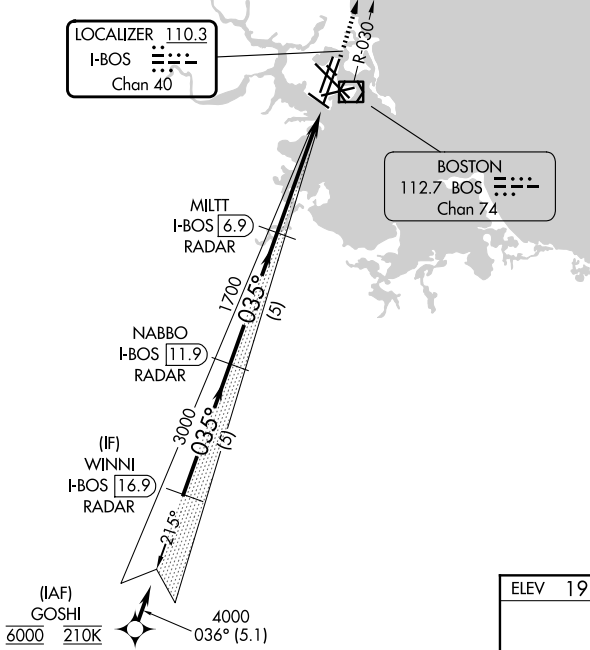 LOCALIZER 110.3
I-BOS
Chan 40
R-030
BOSTON
112.7 BOS
Chan 74
MILTT
I-BOS 6.9
RADAR
1700
035°
(5)
NABBO
I-BOS 11.9
RADAR
3000
035°
(5)
(IF)
WINNI
I-BOS 16.9
RADAR
215°
(IAF)
GOSHI
6000 210K
4000
036° (5.1)
ELEV 19